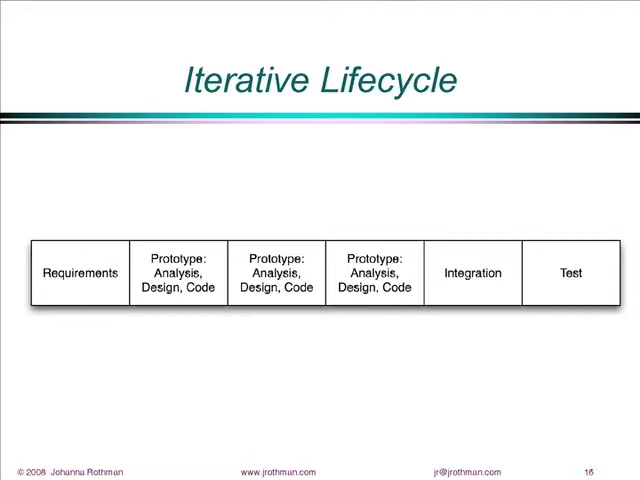 Iterative Lifecycle
Requirements
Prototype:
Analysis,
Design, Code
Prototype:
Analysis,
Design, Code
Prototype:
Analysis,
Design, Code
Integration
Test
© 2008 Johanna Rothman www.jrothman.com jr@jrothman.com 16